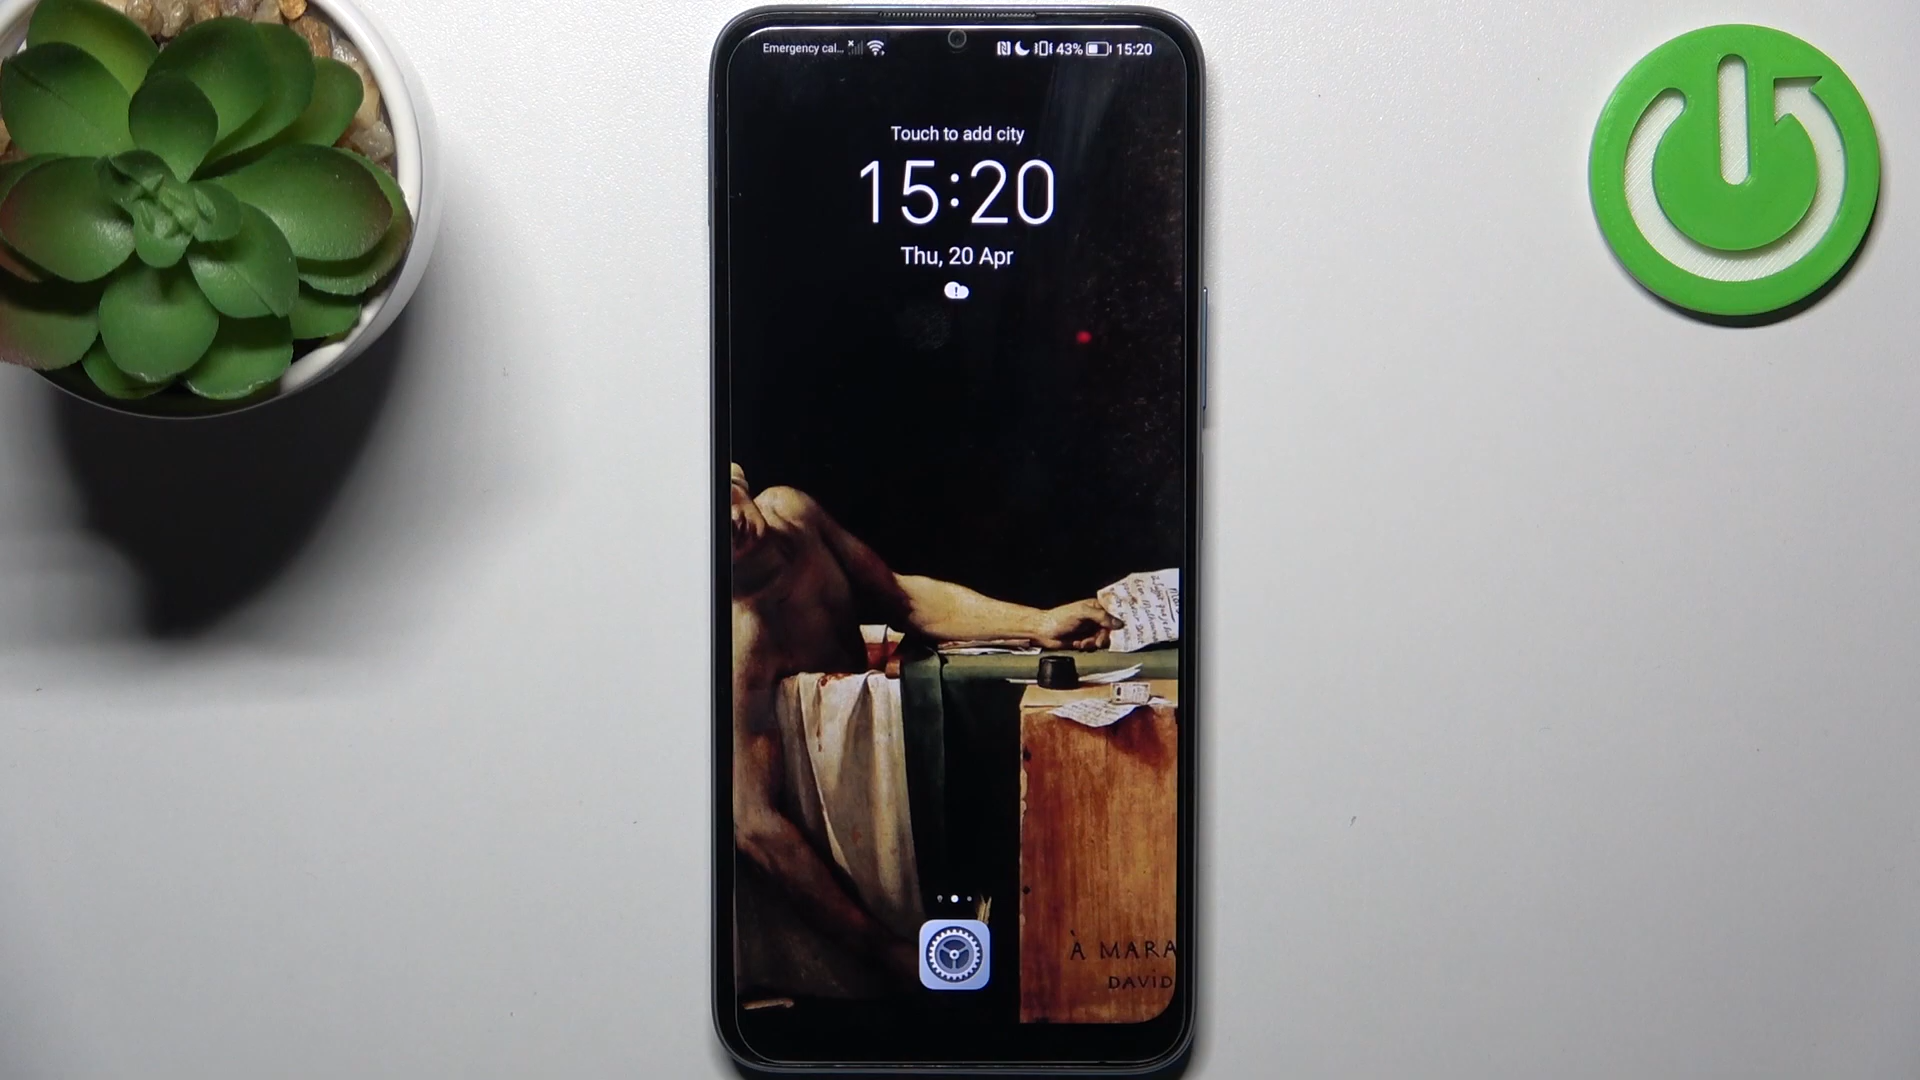 Emergency cal... 43% 15:20
Touch to add city
15:20
Thu, 20 Apr
À MARA
DAVID